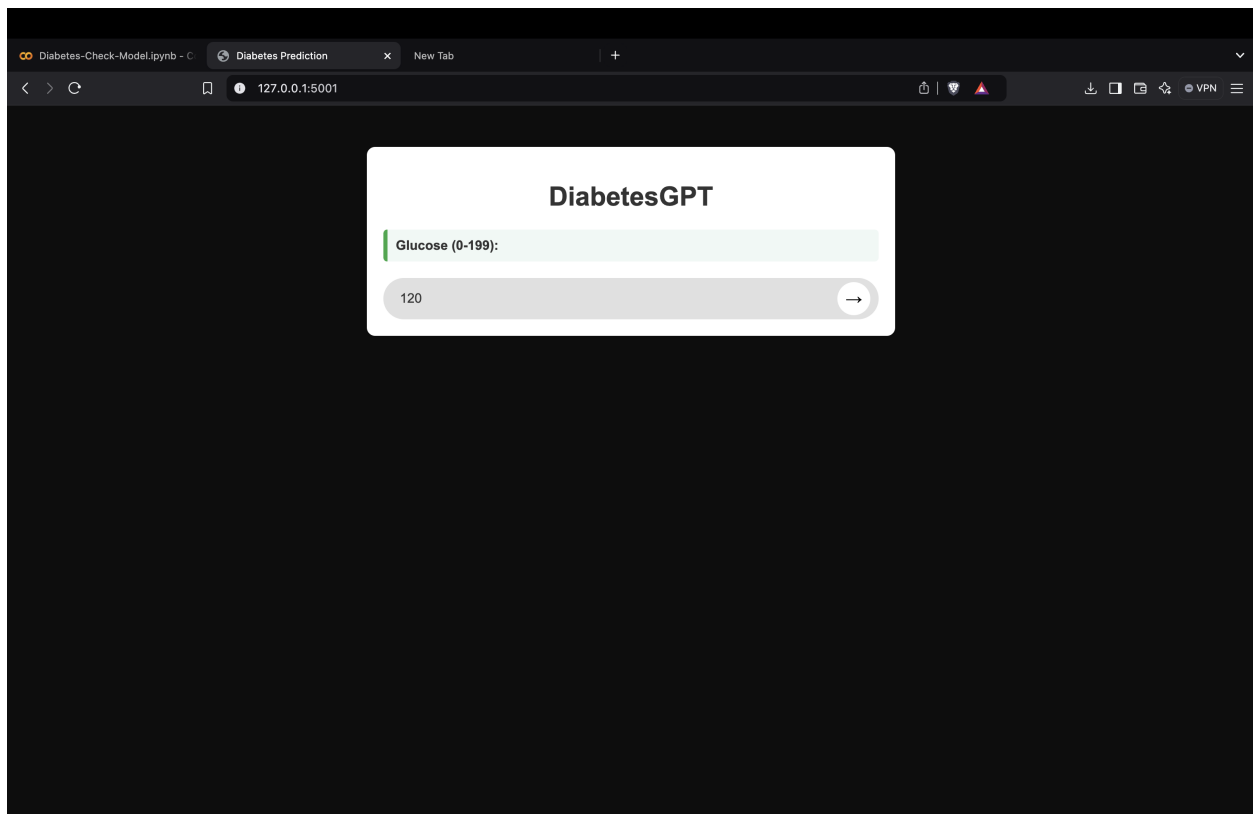 Diabetes-Check-Model.ipynb - C
Diabetes Prediction
New Tab
127.0.0.1:5001
VPN
DiabetesGPT
Glucose (0-199):
120